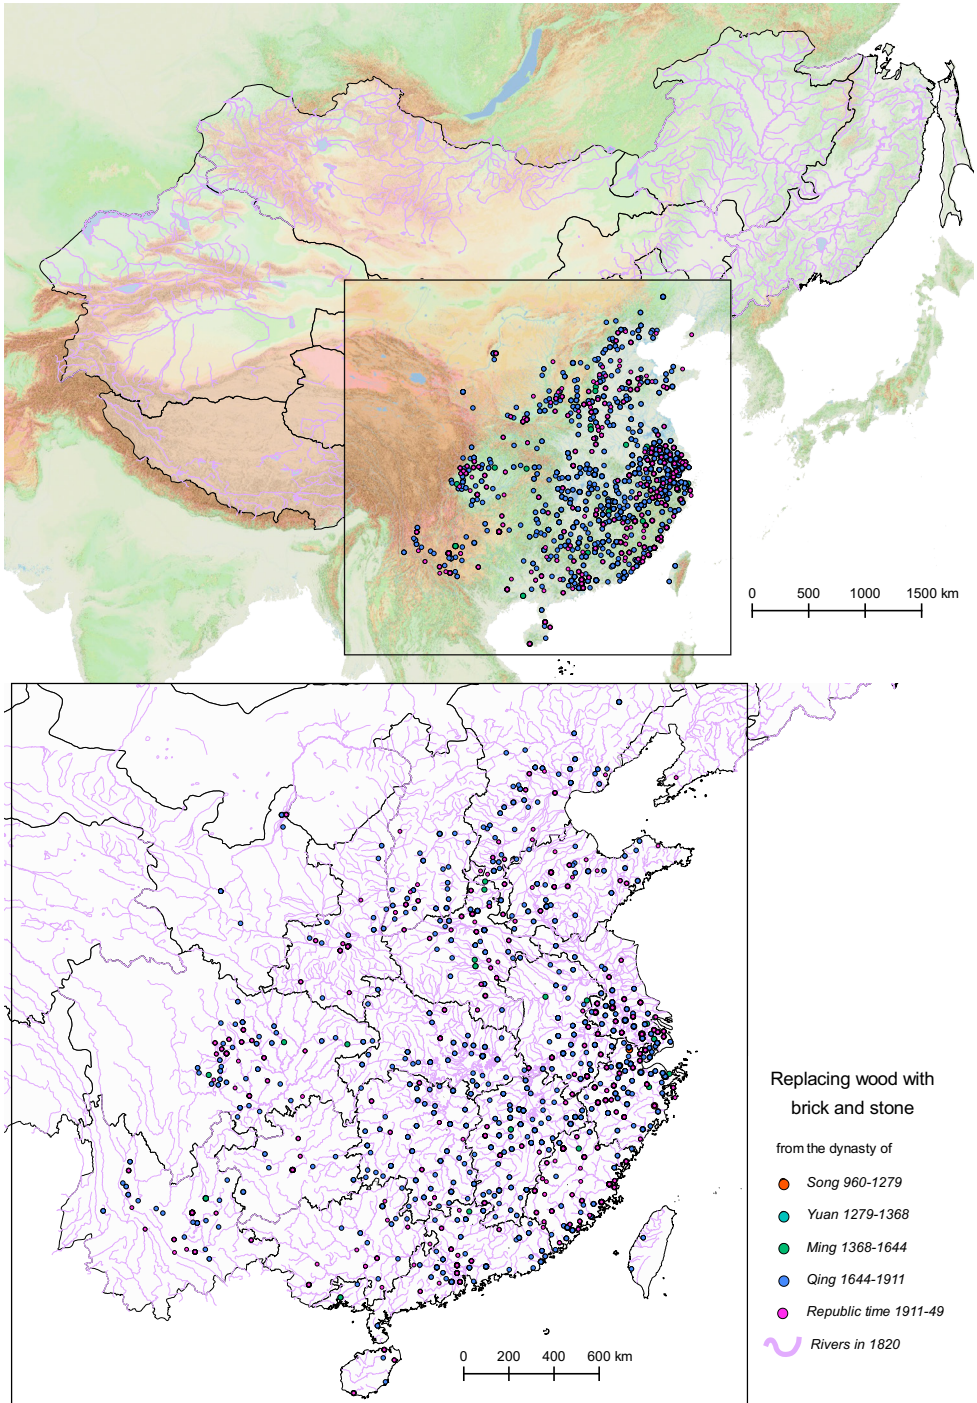 0 500 1000 1500 km
Replacing wood with
brick and stone
from the dynasty of
Song 960-1279
Yuan 1279-1368
Ming 1368-1644
Qing 1644-1911
Republic time 1911-49
Rivers in 1820
0 200 400 600 km